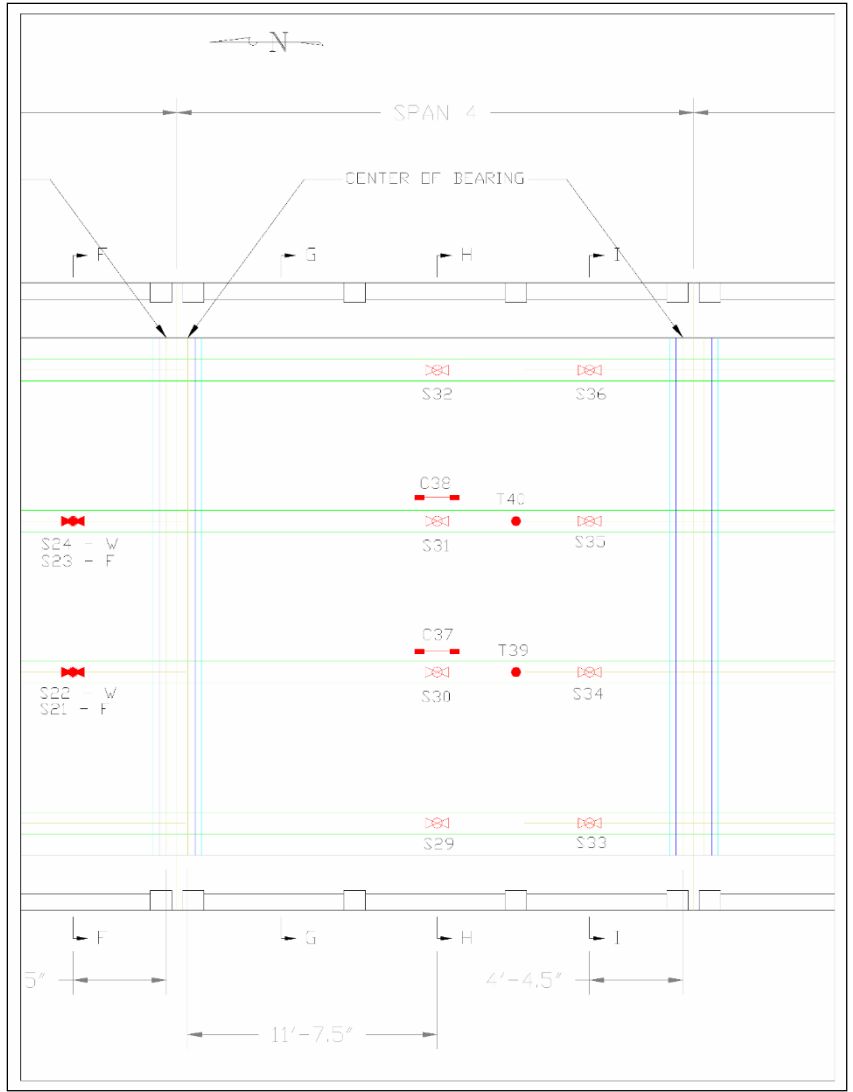 N
SPAN 4
CENTER OF BEARING
F
G
H
I
S32
S36
C38
T40
S24 - W
S23 - F
S31
S35
C37
T39
S22 - W
S21 - F
S30
S34
S29
S33
F
G
H
I
5"
4'-4.5"
11'-7.5"